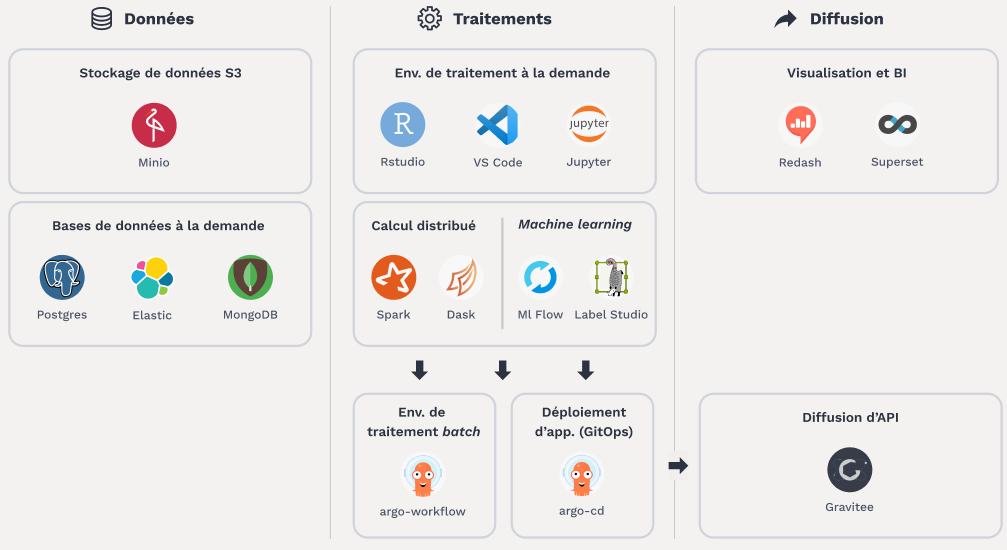 Données
Stockage de données S3
Minio
Bases de données à la demande
Postgres
Elastic
MongoDB
Traitements
Env. de traitement à la demande
R
jupyter
Rstudio
VS Code
Jupyter
Calcul distribué
Machine learning
Spark
Dask
Ml Flow
Label Studio
Env. de
traitement batch
argo-workflow
Déploiement
d’app. (GitOps)
argo-cd
Diffusion
Visualisation et BI
Redash
Superset
Diffusion d’API
Gravitee